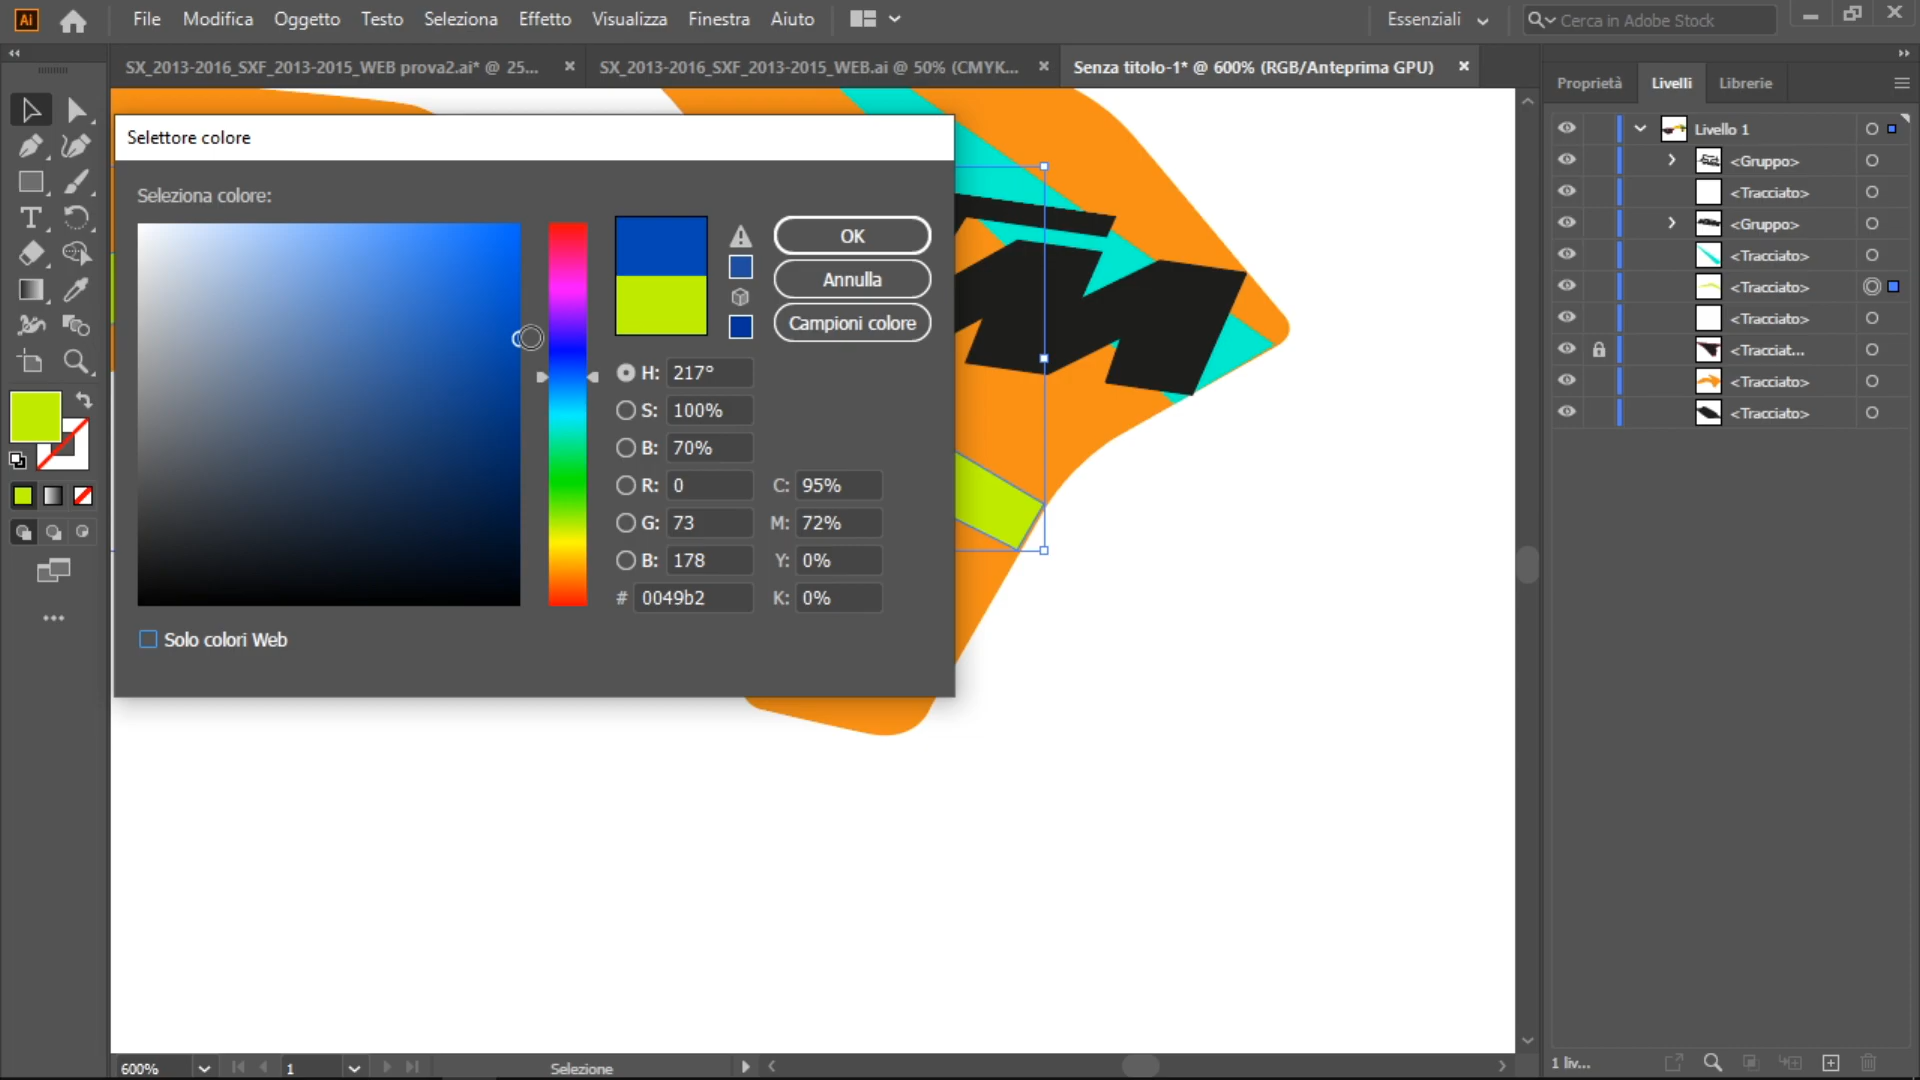 Ai File Modifica Oggetto Testo Seleziona Effetto Visualizza Finestra Aiuto Essenziali Cerca in Adobe Stock
SX_2013-2016_SXF_2013-2015_WEB prova2.ai* @ 25... SX_2013-2016_SXF_2013-2015_WEB.ai @ 50% (CMYK... Senza titolo-1* @ 600% (RGB/Anteprima GPU)
Proprietà Livelli Librerie
Selettore colore
Seleziona colore:
OK
Annulla
Campioni colore
H: 217°
S: 100%
B: 70%
R: 0 C: 95%
G: 73 M: 72%
B: 178 Y: 0%
# 0049b2 K: 0%
Solo colori Web
Livello 1
<Gruppo>
<Tracciato>
<Gruppo>
<Tracciato>
<Tracciato>
<Tracciato>
<Tracciat...
<Tracciato>
<Tracciato>
600% 1 Selezione 1 liv...